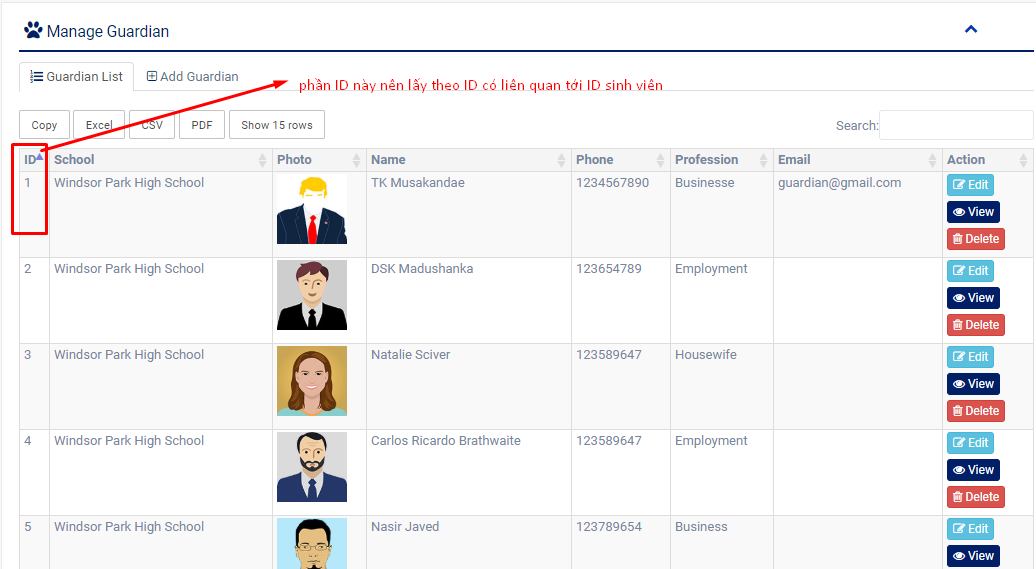 Manage Guardian
Guardian List Add Guardian
phần ID này nên lấy theo ID có liên quan tới ID sinh viên
Copy Excel CSV PDF Show 15 rows Search:
ID School Photo Name Phone Profession Email Action
1 Windsor Park High School TK Musakandae 1234567890 Businesse guardian@gmail.com Edit
View
Delete
2 Windsor Park High School DSK Madushanka 123654789 Employment Edit
View
Delete
3 Windsor Park High School Natalie Sciver 123589647 Housewife Edit
View
Delete
4 Windsor Park High School Carlos Ricardo Brathwaite 123589647 Employment Edit
View
Delete
5 Windsor Park High School Nasir Javed 123789654 Business Edit
View